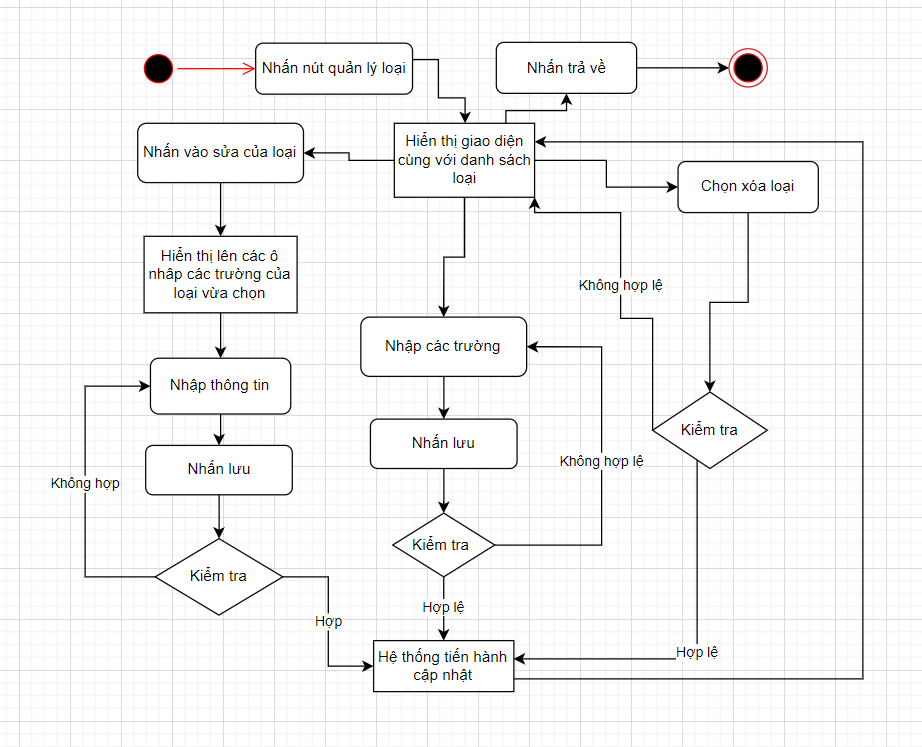 Nhấn nút quản lý loại
Nhấn trả về
Nhấn vào sửa của loại
Hiển thị giao diện
cùng với danh sách
loại
Chọn xóa loại
Hiển thị lên các ô
nhâp các trường của
loại vừa chọn
Không hợp lệ
Nhập các trường
Nhập thông tin
Kiểm tra
Nhấn lưu
Không hợp lệ
Nhấn lưu
Không hợp
Kiểm tra
Kiểm tra
Hợp lệ
Hợp
Hợp lệ
Hệ thống tiến hành
cập nhật